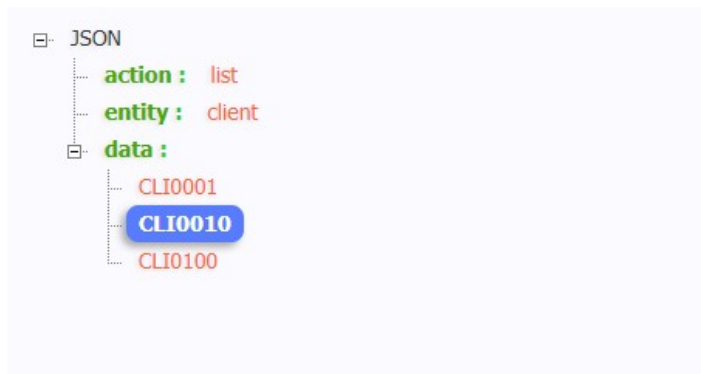 JSON
action : list
entity : client
data :
CLI0001
CLI0010
CLI0100